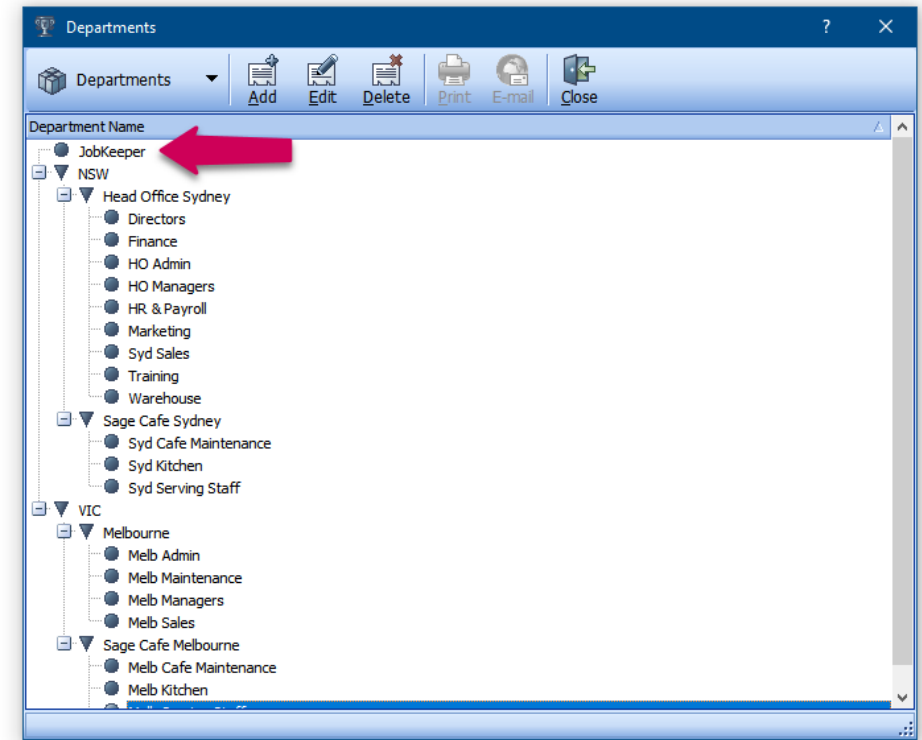 Departments
?
Departments Add Edit Delete Print E-mail Close
Department Name
JobKeeper
NSW
Head Office Sydney
Directors
Finance
HO Admin
HO Managers
HR & Payroll
Marketing
Syd Sales
Training
Warehouse
Sage Cafe Sydney
Syd Cafe Maintenance
Syd Kitchen
Syd Serving Staff
VIC
Melbourne
Melb Admin
Melb Maintenance
Melb Managers
Melb Sales
Sage Cafe Melbourne
Melb Cafe Maintenance
Melb Kitchen